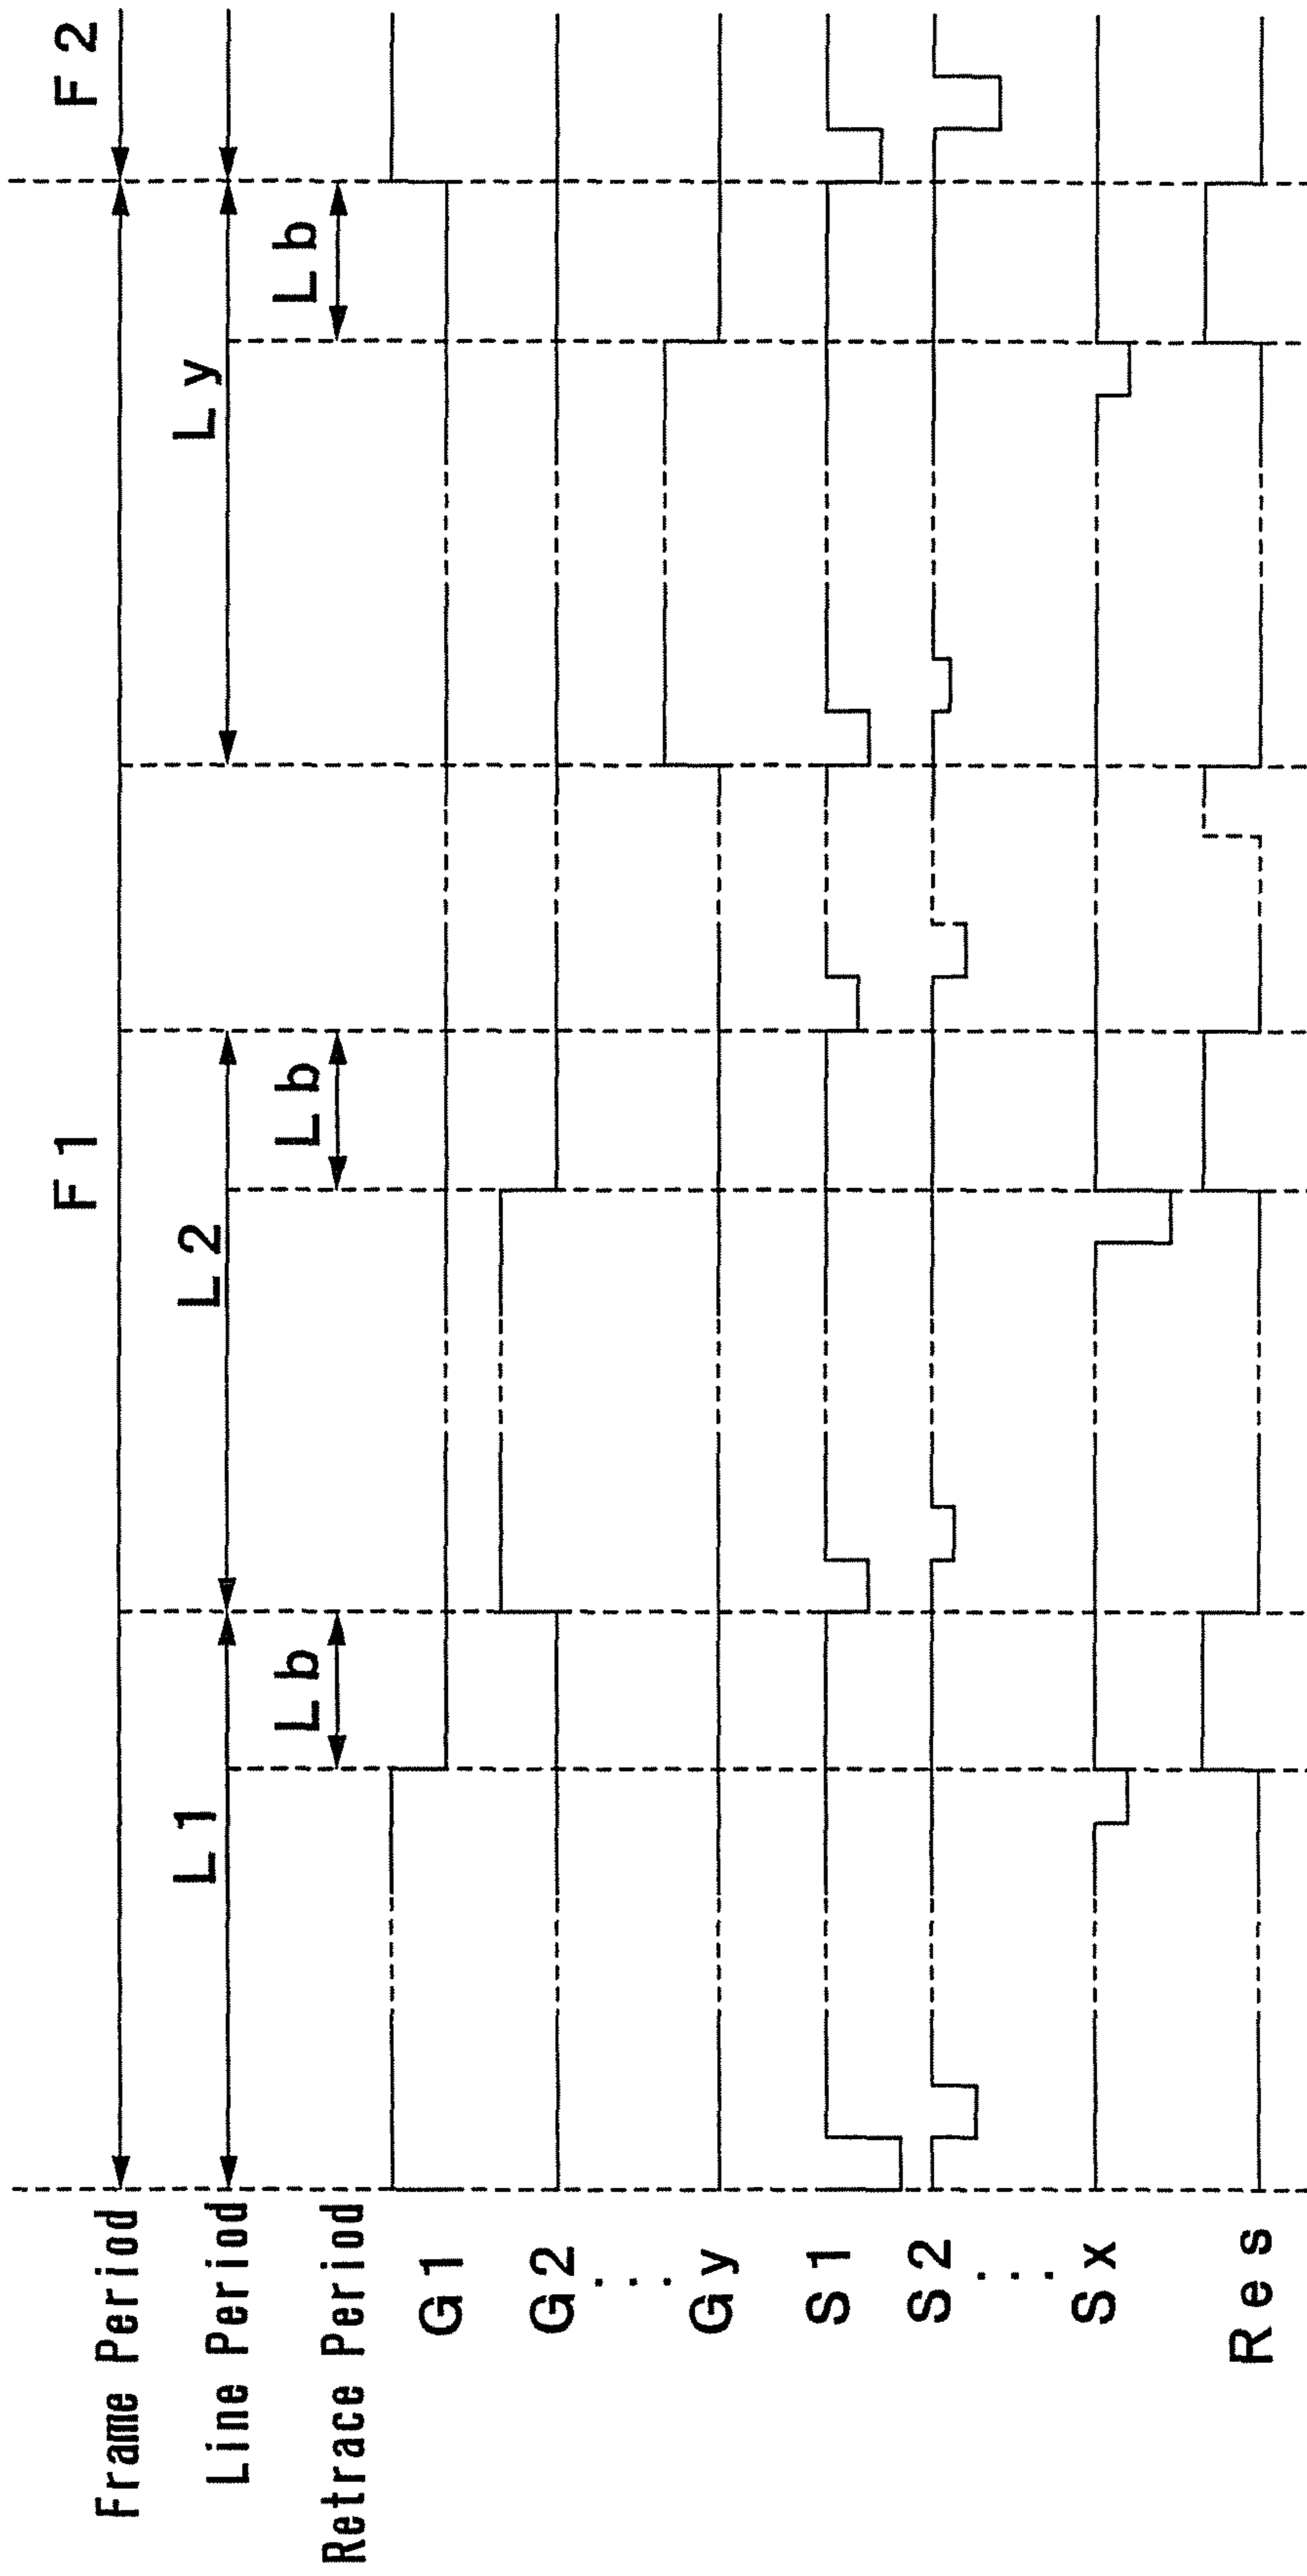 Frame Period F1 F2
Line Period L1 L2 Ly
Retrace Period Lb Lb Lb
G1
G2
⋮
Gy
S1
S2
⋮
Sx
Res